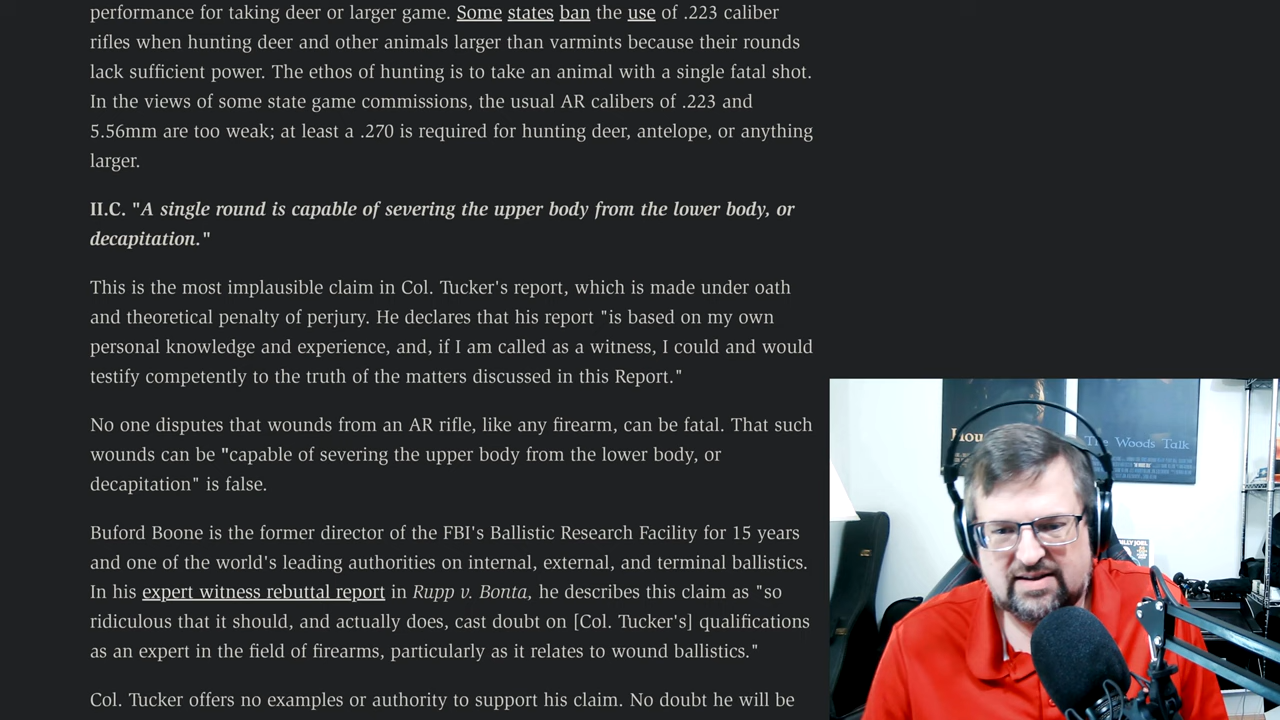 performance for taking deer or larger game. Some states ban the use of .223 caliber
rifles when hunting deer and other animals larger than varmints because their rounds
lack sufficient power. The ethos of hunting is to take an animal with a single fatal shot.
In the views of some state game commissions, the usual AR calibers of .223 and
5.56mm are too weak; at least a .270 is required for hunting deer, antelope, or anything
larger.
II.C. "A single round is capable of severing the upper body from the lower body, or
decapitation."
This is the most implausible claim in Col. Tucker's report, which is made under oath
and theoretical penalty of perjury. He declares that his report "is based on my own
personal knowledge and experience, and, if I am called as a witness, I could and would
testify competently to the truth of the matters discussed in this Report."
No one disputes that wounds from an AR rifle, like any firearm, can be fatal. That such
wounds can be "capable of severing the upper body from the lower body, or
decapitation" is false.
Buford Boone is the former director of the FBI's Ballistic Research Facility for 15 years
and one of the world's leading authorities on internal, external, and terminal ballistics.
In his expert witness rebuttal report in Rupp v. Bonta, he describes this claim as "so
ridiculous that it should, and actually does, cast doubt on [Col. Tucker's] qualifications
as an expert in the field of firearms, particularly as it relates to wound ballistics."
Col. Tucker offers no examples or authority to support his claim. No doubt he will be
The Woods Talk
BILLY JOEL